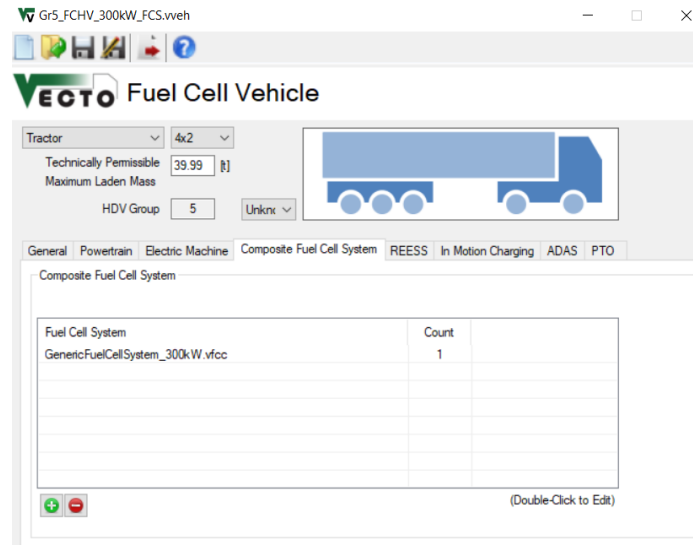 Gr5_FCHV_300kW_FCS.vveh
VECTO Fuel Cell Vehicle
Tractor 4x2
Technically Permissible
Maximum Laden Mass 39.99 [t]
HDV Group 5 Unknc
General Powertrain Electric Machine Composite Fuel Cell System REESS In Motion Charging ADAS PTO
Composite Fuel Cell System
Fuel Cell System Count
GenericFuelCellSystem_300kW.vfcc 1
(Double-Click to Edit)